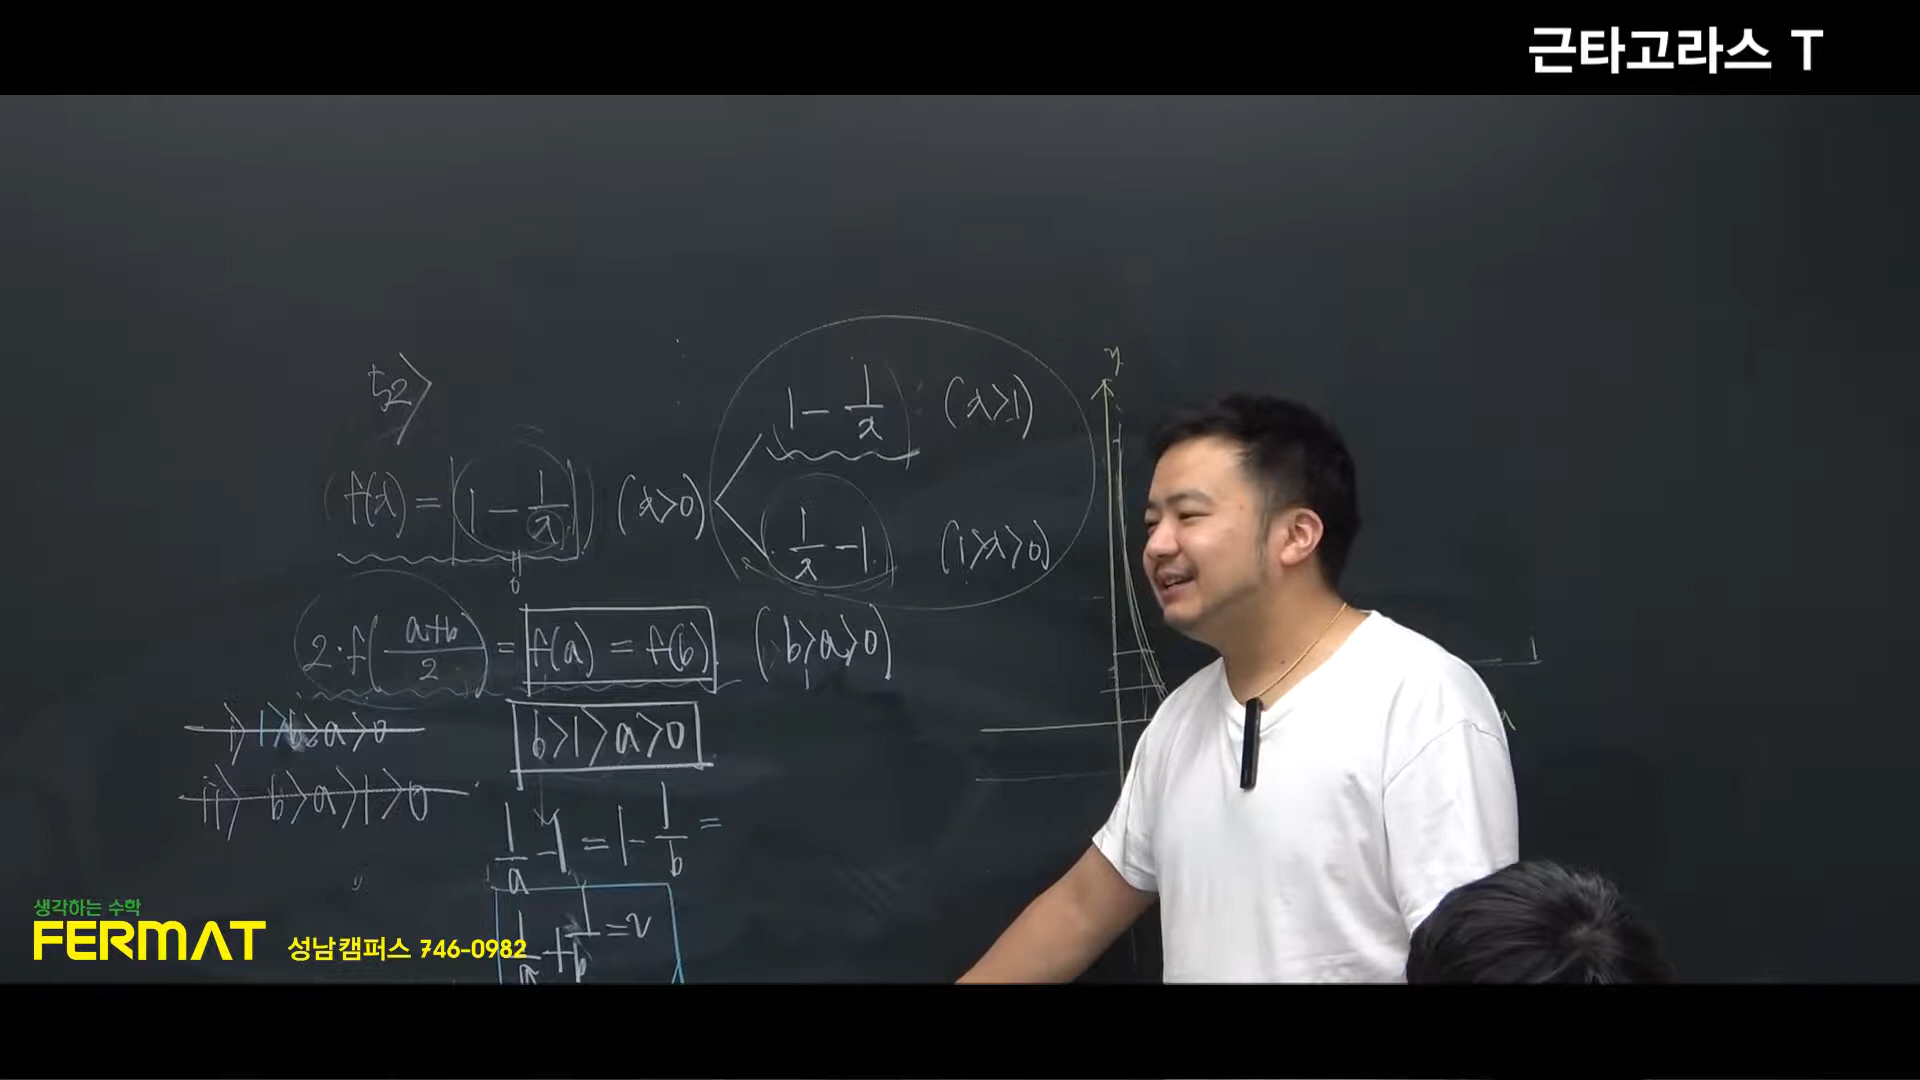 근타고라스 T
52>
f(x) = |1 - 1/x| (x>0)
1 - 1/x (x≥1)
1/x - 1 (1>x>0)
2·f(a+b/2) = f(a) = f(b) (b>a>0)
i) 1>b>a>0
b>1>a>0
ii) b>a>1>0
1/a - 1 = 1 - 1/b =
1/a + 1/b = 2
y
1
생각하는 수학
FERMAT 성남캠퍼스 746-0982